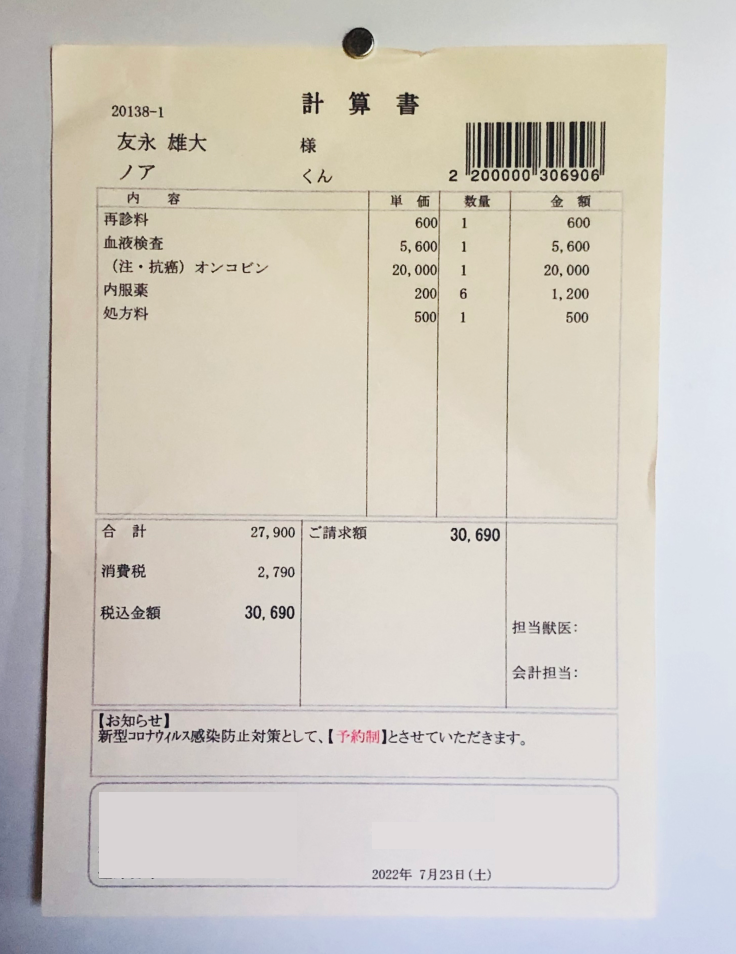 計 算 書
20138-1
友永 雄大 様
ノア くん
2 200000 306906
内 容 単 価 数量 金 額
再診料 600 1 600
血液検査 5,600 1 5,600
(注・抗癌) オンコビン 20,000 1 20,000
内服薬 200 6 1,200
処方料 500 1 500
合 計 27,900 ご請求額 30,690
消費税 2,790
税込金額 30,690
担当獣医:
会計担当:
【お知らせ】
新型コロナウィルス感染防止対策として、【予約制】とさせていただきます。
2022年 7月23日(土)